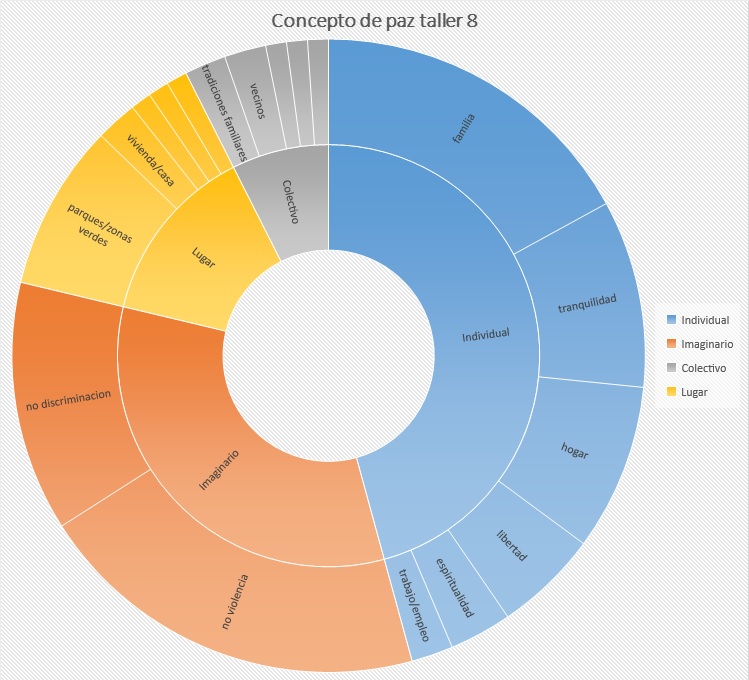 Concepto de paz taller 8
familia
tranquilidad
hogar
libertad
espiritualidad
trabajo/empleo
no violencia
no discriminacion
parques/zonas
verdes
vivienda/casa
tradiciones familiares
vecinos
Individual
Imaginario
Lugar
Colectivo
Individual
Imaginario
Colectivo
Lugar